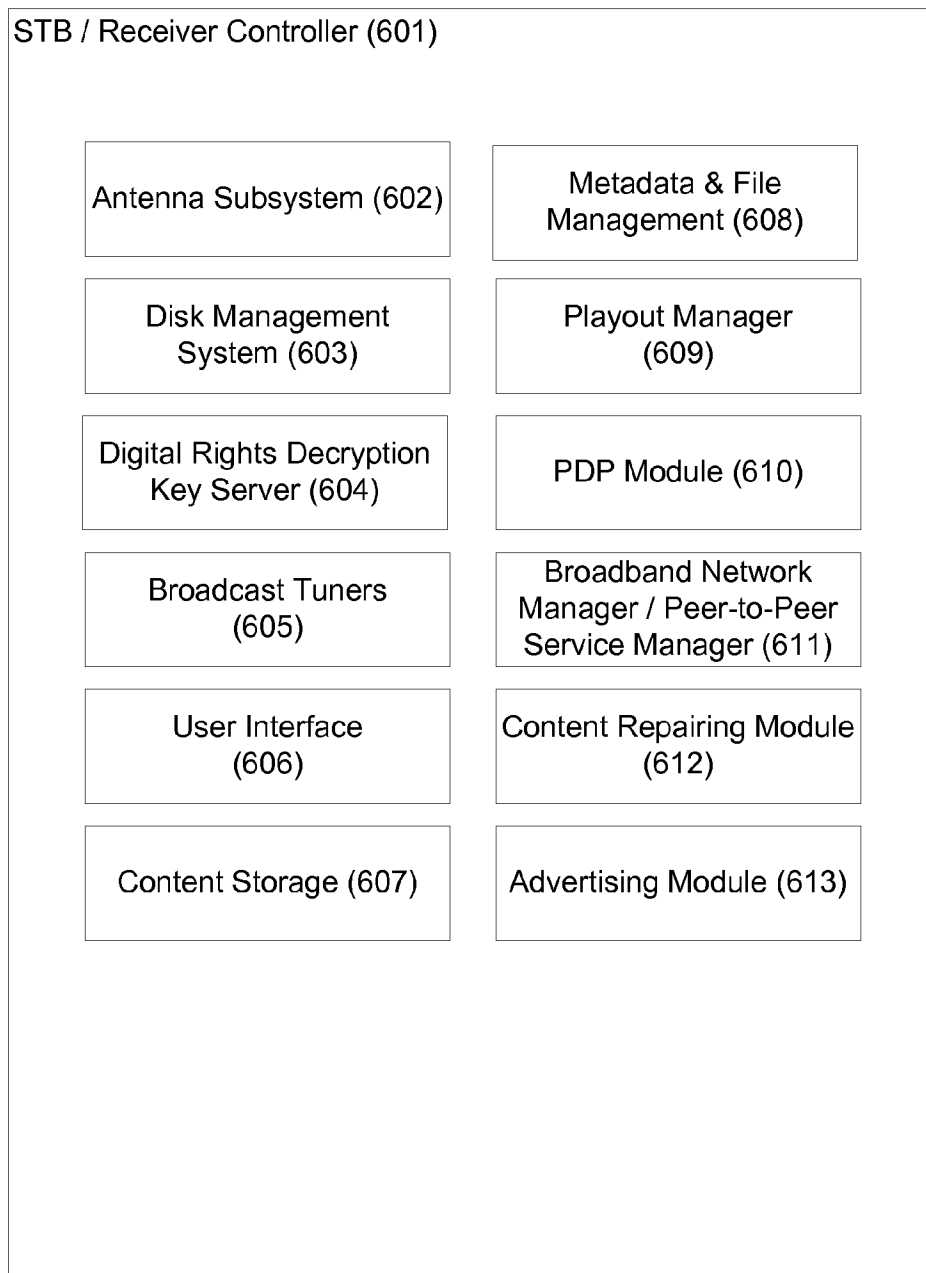 STB / Receiver Controller (601)
Antenna Subsystem (602)
Disk Management
System (603)
Digital Rights Decryption
Key Server (604)
Broadcast Tuners
(605)
User Interface
(606)
Content Storage (607)
Metadata & File
Management (608)
Playout Manager
(609)
PDP Module (610)
Broadband Network
Manager / Peer-to-Peer
Service Manager (611)
Content Repairing Module
(612)
Advertising Module (613)